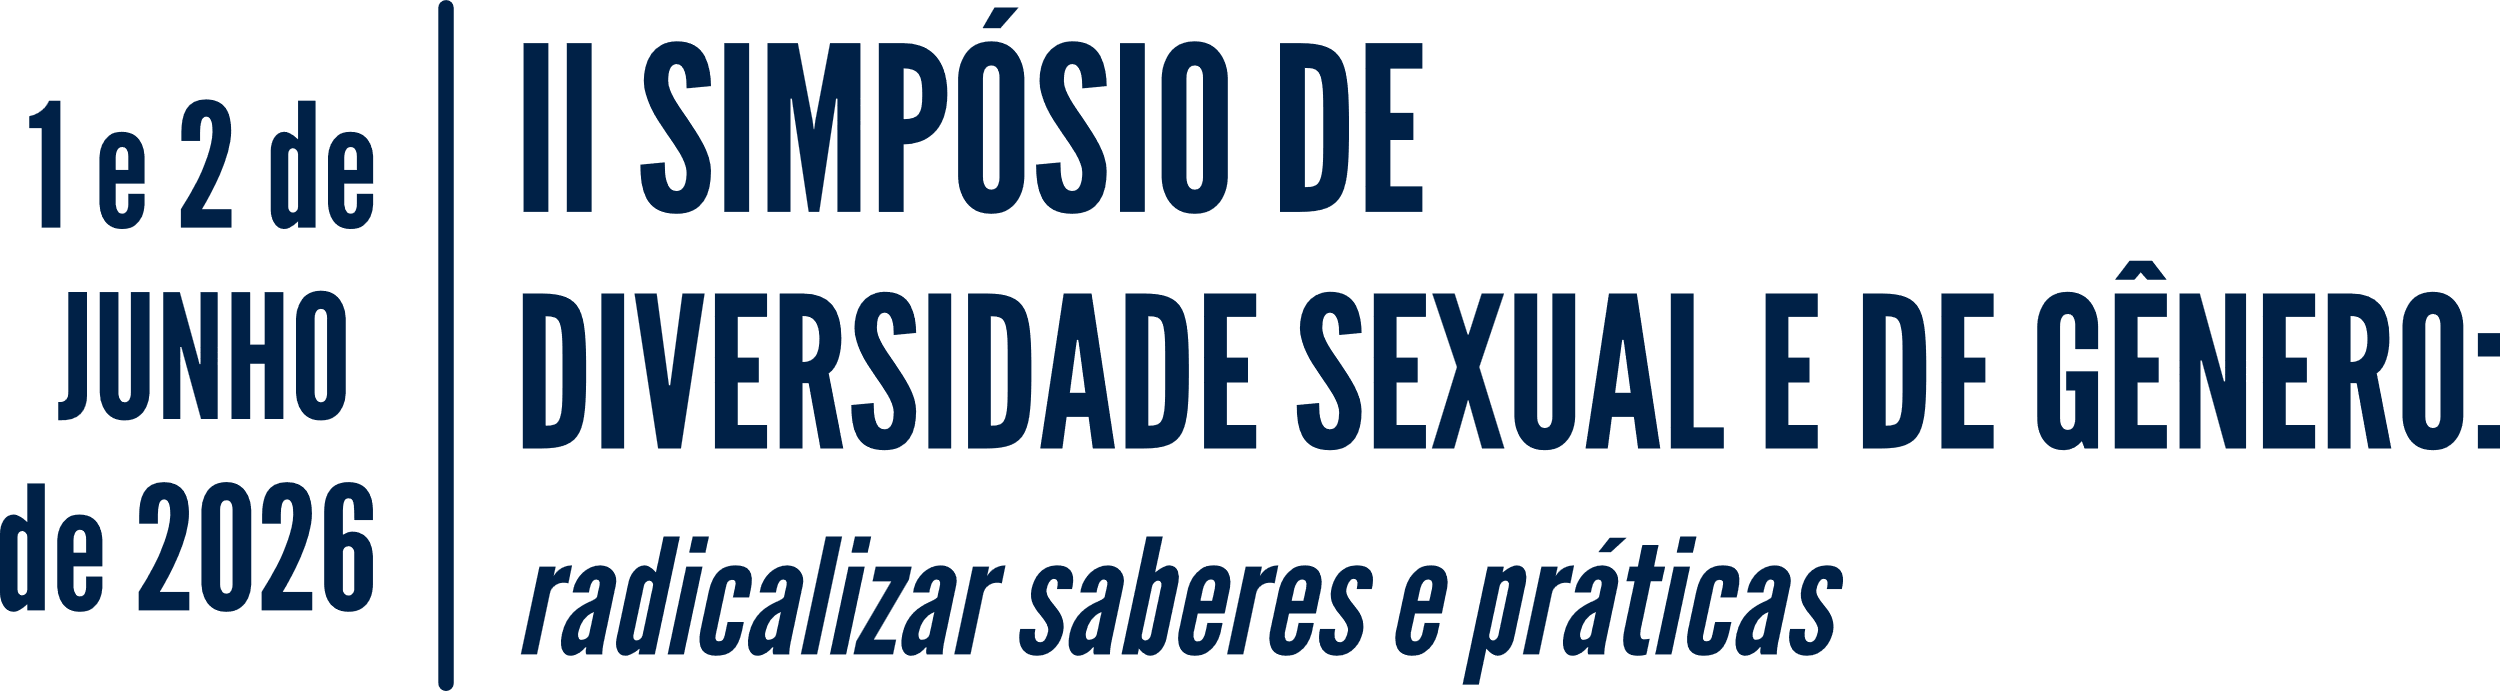 1 e 2 de
JUNHO
de 2026
II SIMPÓSIO DE
DIVERSIDADE SEXUAL E DE GÊNERO:
radicalizar saberes e práticas